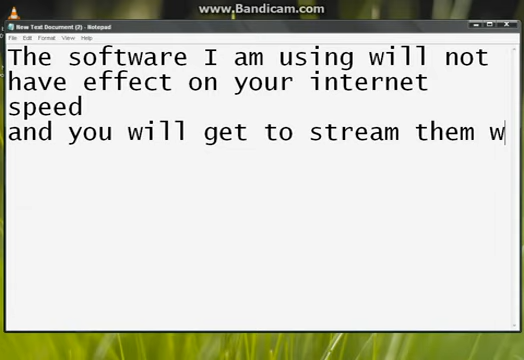 www.Bandicam.com
New Text Document (2) - Notepad
File Edit Format View Help
The software I am using will not
have effect on your internet
speed
and you will get to stream them w